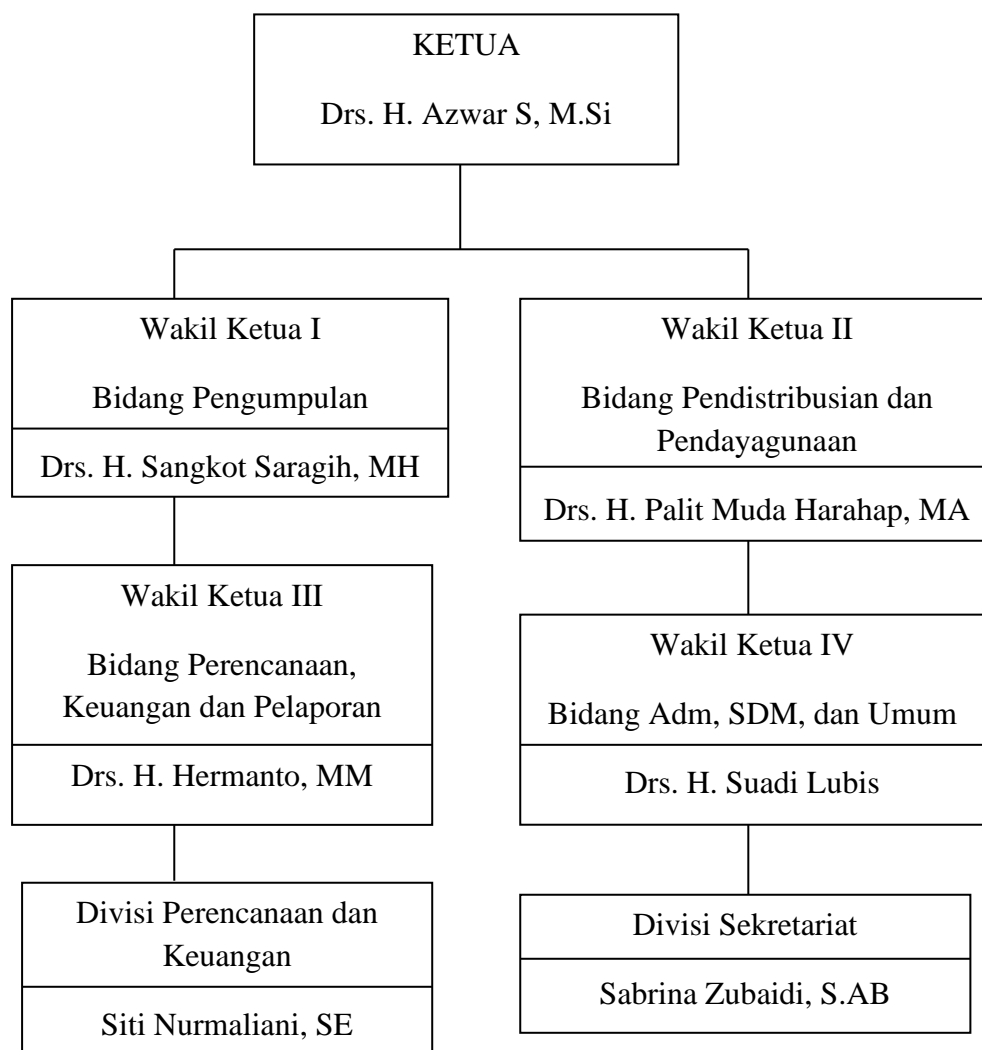 KETUA
Drs. H. Azwar S, M.Si
Wakil Ketua I
Bidang Pengumpulan
Drs. H. Sangkot Saragih, MH
Wakil Ketua II
Bidang Pendistribusian dan
Pendayagunaan
Drs. H. Palit Muda Harahap, MA
Wakil Ketua III
Bidang Perencanaan,
Keuangan dan Pelaporan
Drs. H. Hermanto, MM
Wakil Ketua IV
Bidang Adm, SDM, dan Umum
Drs. H. Suadi Lubis
Divisi Perencanaan dan
Keuangan
Siti Nurmaliani, SE
Divisi Sekretariat
Sabrina Zubaidi, S.AB